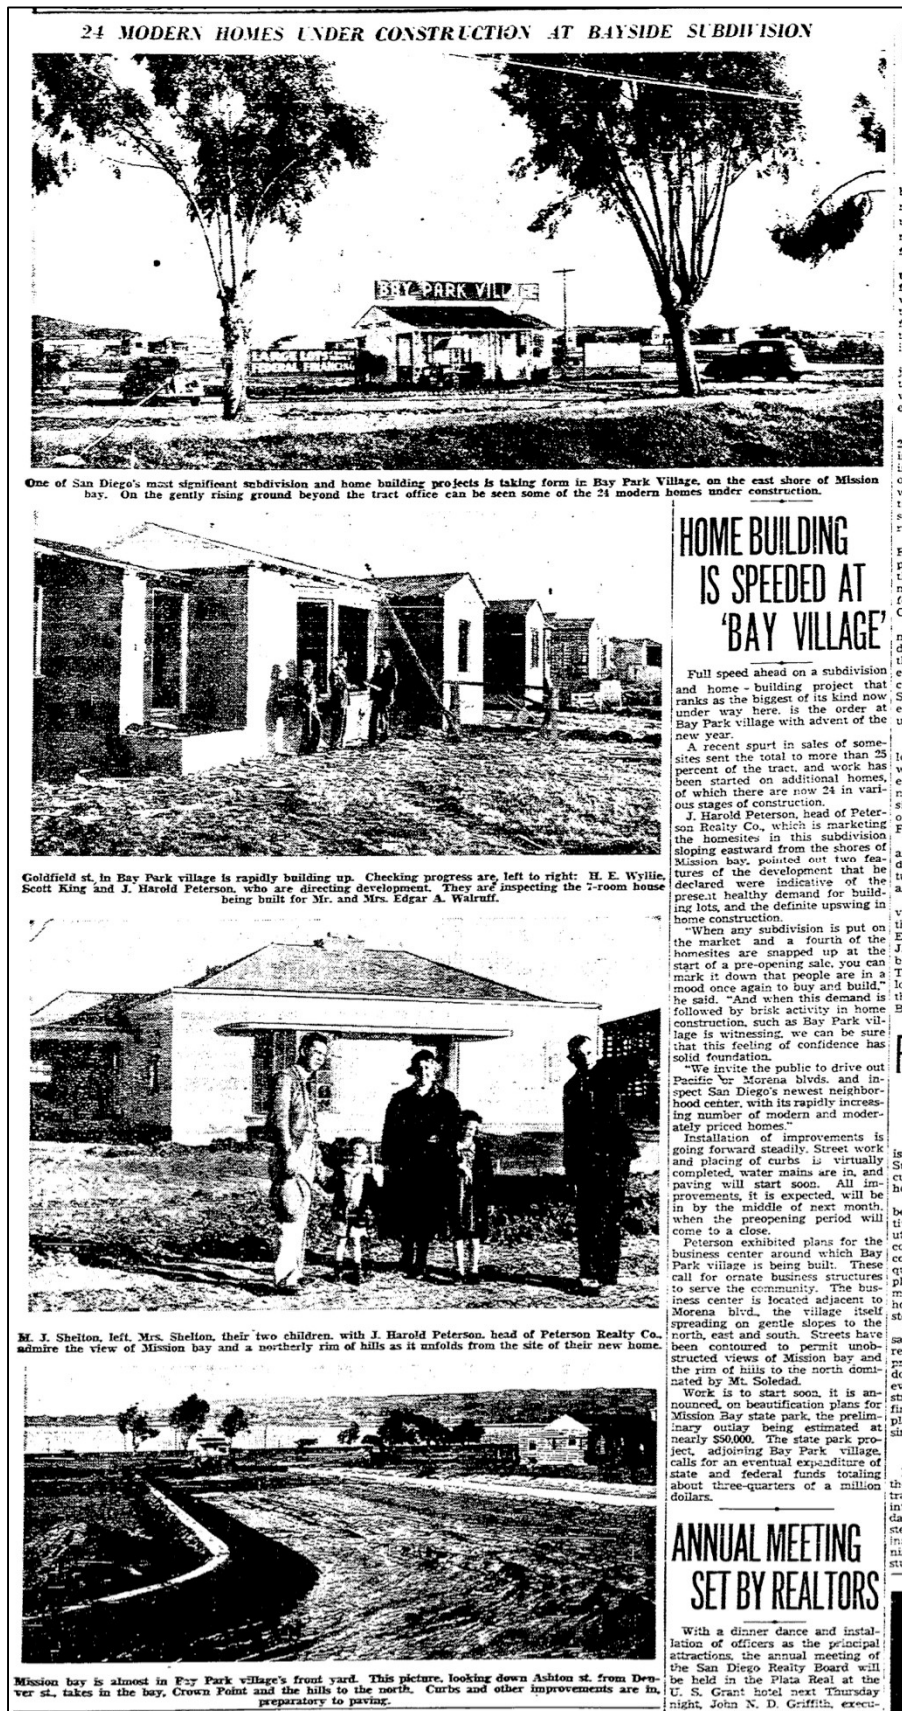 24 MODERN HOMES UNDER CONSTRUCTION AT BAYSIDE SUBDIVISION
BAY PARK VILLAGE
LARGE LOTS
FEDERAL FINANCING
One of San Diego's most significant subdivision and home building projects is taking form in Bay Park Village, on the east shore of Mission
bay. On the gently rising ground beyond the tract office can be seen some of the 24 modern homes under construction.
Goldfield st. in Bay Park village is rapidly building up. Checking progress are, left to right: H. E. Wyllie,
Scott King and J. Harold Peterson, who are directing development. They are inspecting the 7-room house
being built for Mr. and Mrs. Edgar A. Walruff.
M. J. Shelton, left, Mrs. Shelton, their two children, with J. Harold Peterson, head of Peterson Realty Co.,
admire the view of Mission bay and a northerly rim of hills as it unfolds from the site of their new home.
Mission bay is almost in Bay Park village's front yard. This picture, looking down Ashton st. from Den-
ver st., takes in the bay, Crown Point and the hills to the north. Curbs and other improvements are in,
preparatory to paving.
HOME BUILDING
IS SPEEDED AT
'BAY VILLAGE'
Full speed ahead on a subdivision
and home-building project that
ranks as the biggest of its kind now
under way here, is the order at
Bay Park village with advent of the
new year.
A recent spurt in sales of some-
sites sent the total to more than 25
percent of the tract, and work has
been started on additional homes,
of which there are now 24 in vari-
ous stages of construction.
J. Harold Peterson, head of Peter-
son Realty Co., which is marketing
the homesites in this subdivision
sloping eastward from the shores of
Mission bay, pointed out two fea-
tures of the development that he
declared were indicative of the
present healthy demand for build-
ing lots, and the definite upswing in
home construction.
"When any subdivision is put on
the market and a fourth of the
homesites are snapped up at the
start of a pre-opening sale, you can
mark it down that people are in a
mood once again to buy and build,"
he said. "And when this demand is
followed by brisk activity in home
construction, such as Bay Park vil-
lage is witnessing, we can be sure
that this feeling of confidence has
solid foundation.
"We invite the public to drive out
Pacific or Morena blvds. and in-
spect San Diego's newest neighbor-
hood center, with its rapidly increas-
ing number of modern and moder-
ately priced homes."
Installation of improvements is
going forward steadily. Street work
and placing of curbs is virtually
completed, water mains are in, and
paving will start soon. All im-
provements, it is expected, will be
in by the middle of next month,
when the preopening period will
come to a close.
Peterson exhibited plans for the
business center around which Bay
Park village is being built. These
call for ornate business structures
to serve the community. The bus-
iness center is located adjacent to
Morena blvd., the village itself
spreading on gentle slopes to the
north, east and south. Streets have
been contoured to permit unob-
structed views of Mission bay and
the rim of hills to the north domi-
nated by Mt. Soledad.
Work is to start soon, it is an-
nounced, on beautification plans for
Mission Bay state park, the prelim-
inary outlay being estimated at
nearly $50,000. The state park pro-
ject, adjoining Bay Park village,
calls for an eventual expenditure of
state and federal funds totaling
about three-quarters of a million
dollars.
ANNUAL MEETING
SET BY REALTORS
With a dinner dance and instal-
lation of officers as the principal
attractions, the annual meeting of
the San Diego Realty Board will
be held in the Plata Real at the
U. S. Grant hotel next Thursday
night, John N. D. Griffith, execu-